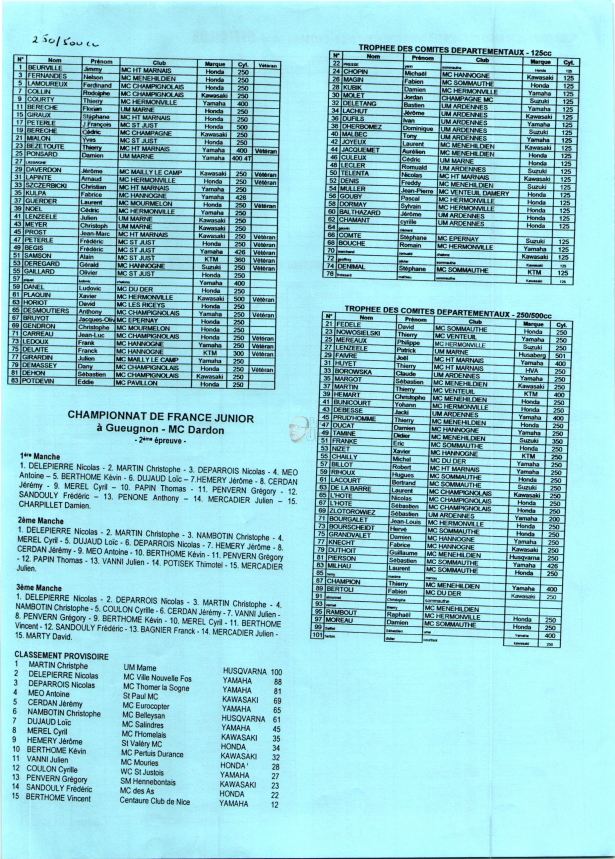 250/500cc
N° Nom Prénom Club Marque Cyl. Vétéran
1 BEURVILLE Jimmy MC HT MARNAIS Honda 250
3 FERNANDES Nelson MC MENEHILDIEN Honda 250
5 LAMOUREUX Ferdinand MC CHAMPIGNOLAIS Honda 250
7 COLLIN Rodolphe MC CHAMPIGNOLAIS Kawasaki 250
9 COURTY Thierry MC HERMONVILLE Yamaha 400
11 BERICHE Florian UM MARNE Honda 250
15 GIRAUX Stéphane MC HT MARNAIS Honda 250
17 PETERLE J François MC ST JUST Honda 500
19 BERECHE Cédric MC CHAMPAGNE Kawasaki 250
21 MALON Yves MC ST JUST Honda 250
23 BEZETOUTE Thierry MC HT MARNAIS Yamaha 400 Vétéran
25 PONSARD Damien UM MARNE Yamaha 400 4T
29 DAVERDON Jérôme MC MAILLY LE CAMP Kawasaki 250 Vétéran
31 LAPINTE Arnaud MC HERMONVILLE Honda 250 Vétéran
33 SZCZERBICKI Christian MC HT MARNAIS Yamaha 250
35 KULPA Fabrice MC HANNOGNE Yamaha 426
37 GUERDER Laurent MC MOURMELON Honda 250 Vétéran
39 NOEL Cédric MC HERMONVILLE Yamaha 250
41 LENZEELE Julien UM MARNE Kawasaki 250
43 MEYER Christoph UM MARNE Kawasaki 250
45 PROST Jean-Marc MC HT MARNAIS Kawasaki 250 Vétéran
47 PETERLE Frédéric MC ST JUST Honda 250
49 BEGIS Frédéric MC ST JUST Yamaha 426 Vétéran
51 SAMSON Alain MC ST JUST KTM 360 Vétéran
53 DEREGARD Gérald MC HANNOGNE Suzuki 250 Vétéran
55 GAILLARD Olivier MC ST JUST Honda 250
59 DANEL Ludovic MC DU DER Honda 250
61 PLAQUIN Xavier MC HERMONVILLE Kawasaki 500 Vétéran
63 HORIOT David MC LES RICEYS Honda 250
65 DESMOUTIERS Anthony MC CHAMPIGNOLAIS Yamaha 250
67 BRUYOT Jacques-Oliv MC EPERNAY Honda 250
69 GENDRON Christophe MC MOURMELON Honda 250
71 CARREAU Jean-Luc MC CHAMPIGNOLAIS Honda 250
73 LEDOUX Frank MC HANNOGNE Kawasaki 250
75 DELAITE Franck MC HANNOGNE KTM 300 Vétéran
77 GIRARDIN Julien MC MAILLY LE CAMP Kawasaki 250
79 DEMASSEY Dany MC CHAMPIGNOLAIS Honda 250
81 DEHON Sébastien MC CHAMPIGNOLAIS Honda 250
83 POTDEVIN Eddie MC PAVILLON Honda 250
CHAMPIONNAT DE FRANCE JUNIOR
à Gueugnon - MC Dardon
- 2ème épreuve -
1ère Manche
1. DELEPIERRE Nicolas - 2. MARTIN Christophe - 3. DEPARROIS Nicolas - 4. MEO
Antoine – 5. BERTHOME Kévin - 6. DUJAUD Loïc – 7.HEMERY Jérôme - 8. CERDAN
Jérémy - 9. MEREL Cyril – 10. PAPIN Thomas - 11. PENVERN Grégory - 12.
SANDOULY Frédéric – 13. PENONE Anthony – 14. MERCADIER Julien – 15.
CHARPILLET Damien.
2ème Manche
1. DELEPIERRE Nicolas - 2. MARTIN Christophe - 3. NAMBOTIN Christophe - 4.
MEREL Cyril - 5. DUJAUD Loïc – 6. DEPARROIS Nicolas - 7. HEMERY Jérôme - 8.
CERDAN Jérémy - 9. MEO Antoine - 10. BERTHOME Kévin - 11. PENVERN Grégory
- 12. PAPIN Thomas - 13. VANNI Julien - 14. POTISEK Thimotei - 15. MERCADIER
Julien.
3ème Manche
1. DELEPIERRE Nicolas - 2. DEPARROIS Nicolas - 3. MARTIN Christophe - 4.
NAMBOTIN Christophe - 5. COULON Cyrille - 6. CERDAN Jérémy - 7. VANNI Julien -
8. PENVERN Grégory - 9. BERTHOME Kévin - 10. MEREL Cyril - 11. BERTHOME
Vincent - 12. SANDOULY Frédéric - 13. BAGNIER Franck - 14. MERCADIER Julien -
15. MARTY David.
CLASSEMENT PROVISOIRE
1 MARTIN Christphe UM Marne HUSQVARNA 100
2 DELEPIERRE Nicolas MC Ville Nouvelle Fos YAMAHA 88
3 DEPARROIS Nicolas MC Thomer la Sogne YAMAHA 81
4 MEO Antoine St Paul MC KAWASAKI 69
5 CERDAN Jérémy MC Eurocopter YAMAHA 65
6 NAMBOTIN Christophe MC Belleysan HUSQVARNA 61
7 DUJAUD Loïc MC Salindres YAMAHA 45
8 MEREL Cyril MC l'Homelais KAWASAKI 35
9 HEMERY Jérôme St Valéry MC HONDA 34
10 BERTHOME Kévin MC Pertuis Durance KAWASAKI 32
11 VANNI Julien MC Mouries HONDA 28
12 COULON Cyrille WC St Justois YAMAHA 27
13 PENVERN Grégory SM Hennebontais KAWASAKI 23
14 SANDOULY Frédéric MC des As HONDA 22
15 BERTHOME Vincent Centaure Club de Nice YAMAHA 12
TROPHEE DES COMITES DEPARTEMENTAUX - 125cc
N° Nom Prénom Club Marque Cyl.
24 CHOPIN Michaël MC HANNOGNE Kawasaki 125
26 MAGIN Fabien MC SOMMAUTHE Honda 125
28 KUBIK Damien MC HERMONVILLE Yamaha 125
30 MOLET Jordan CHAMPAGNE MC Suzuki 125
32 DELETANG Bastien UM ARDENNES Yamaha 125
34 LACHUT Jérôme UM ARDENNES Yamaha 125
36 DUFILS Ivan UM ARDENNES Yamaha 125
38 DHERBOMEZ Dominique UM ARDENNES Suzuki 125
40 MALBEC Tony UM ARDENNES Yamaha 125
42 JOYEUX Laurent MC HANNOGNE Yamaha 125
44 JACQUEMET Aurélien MC HANNOGNE Honda 125
46 CULEUX Cédric UM MARNE Honda 125
48 LECLER Romuald UM ARDENNES Yamaha 125
50 TELENTA Nicolas MC HT MARNAIS Kawasaki 125
52 DENIS Freddy MC MENEHILDIEN Suzuki 125
54 MULLER Jean-Pierre MC VENTEUIL DAMERY Honda 125
56 GOUBY Pascal MC HERMONVILLE Honda 125
58 DORMAY Sylvain MC HERMONVILLE Honda 125
60 BALTHAZARD Jérôme UM ARDENNES Honda 125
62 CHAMANT cyrille UM ARDENNES Honda 125
66 COMTE Stéphane MC EPERNAY Suzuki 125
68 BOUCHE Romain MC HERMONVILLE Yamaha 125
74 DENIMAL Stéphane MC SOMMAUTHE KTM 125
TROPHEE DES COMITES DEPARTEMENTAUX - 250/500cc
N° Nom Prénom Club Marque Cyl.
21 FEDELE David MC SOMMAUTHE Honda 250
23 NOWOSIELSKI Thierry MC VENTEUIL Yamaha 250
25 MEREAUX Philippe MC HERMONVILLE Honda 250
27 LENZEELE Patrick UM MARNE Husaberg 501
29 FAIVRE Joël MC HT MARNAIS Yamaha 400
31 HUYET Thierry MC HT MARNAIS HVA 250
33 BOROWSKA Claude UM ARDENNES Yamaha 250
35 MARGOT Sébastien MC MENEHILDIEN Kawasaki 250
37 MARTIN Thierry MC VENTEUIL KTM 400
39 HEMART Christophe MC MENEHILDIEN Honda 250
41 BUNICOURT Yohann MC HERMONVILLE Honda 250
43 DEBESSE Jacki UM ARDENNES Yamaha 400
45 PRUD'HOMME Thierry MC MENEHILDIEN Honda 250
47 DUCAT Damien MC HANNOGNE Yamaha 250
49 TAMINE Didier MC MENEHILDIEN Suzuki 350
51 FRANKE Eric MC SOMMAUTHE Kawasaki 250
53 NIZET Xavier MC HANNOGNE KTM 250
55 CHAILLY Michel MC DU DER Honda 250
57 BILLOT Robert MC HT MARNAIS Yamaha 250
59 RIHOUX Hugues MC SOMMAUTHE Honda 250
61 LACOURT Bertrand MC SOMMAUTHE Yamaha 250
63 DE LA BARRE Laurent MC CHAMPIGNOLAIS Kawasaki 250
65 L'HOTE Nicolas MC CHAMPIGNOLAIS Honda 250
67 L'HOTE Sébastien MC CHAMPIGNOLAIS Honda 250
69 ZLOTOROWIEZ Sébastien UM ARDENNES Yamaha 200
71 BOURGALET Jean-Louis MC HERMONVILLE Honda 250
73 BOURSCHEIDT Hervé MC SOMMAUTHE Honda 250
75 GRANDVALET Damien MC CHAMPIGNOLAIS Yamaha 250
77 KNECHT Fabrice MC HANNOGNE Kawasaki 250
79 DUTHOIT Guillaume MC MENEHILDIEN Husqvarna 250
81 PIERSON Sébastien MC SOMMAUTHE Yamaha 426
83 MILHAU Laurent MC SOMMAUTHE Honda 250
87 CHAMPION Thierry MC MENEHILDIEN Yamaha 400
89 BERTOLI Fabien MC DU DER Kawasaki 250
95 RAMBOUT Raphaël MC HERMONVILLE Honda 250
97 MOREAU Damien MC SOMMAUTHE Honda 250